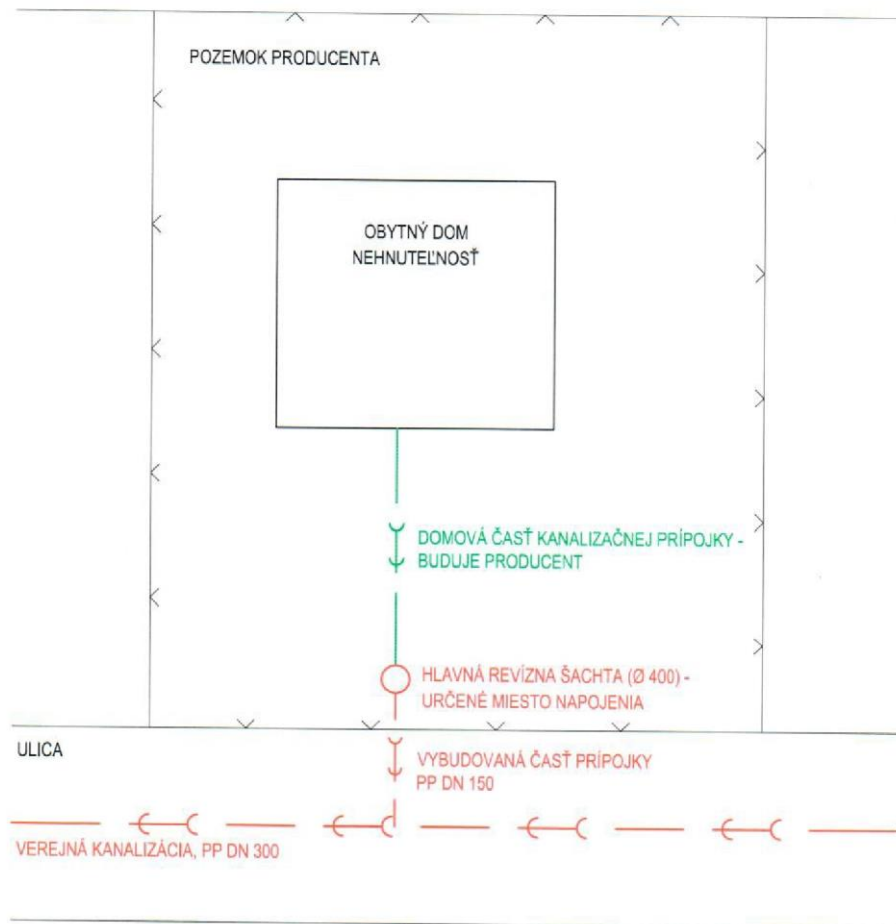 POZEMOK PRODUCENTA
OBYTNÝ DOM
NEHNUTEĽNOSŤ
DOMOVÁ ČASŤ KANALIZAČNEJ PRÍPOJKY -
BUDUJE PRODUCENT
HLAVNÁ REVÍZNA ŠACHTA (Ø 400) -
URČENÉ MIESTO NAPOJENIA
ULICA
VYBUDOVANÁ ČASŤ PRÍPOJKY
PP DN 150
VEREJNÁ KANALIZÁCIA, PP DN 300